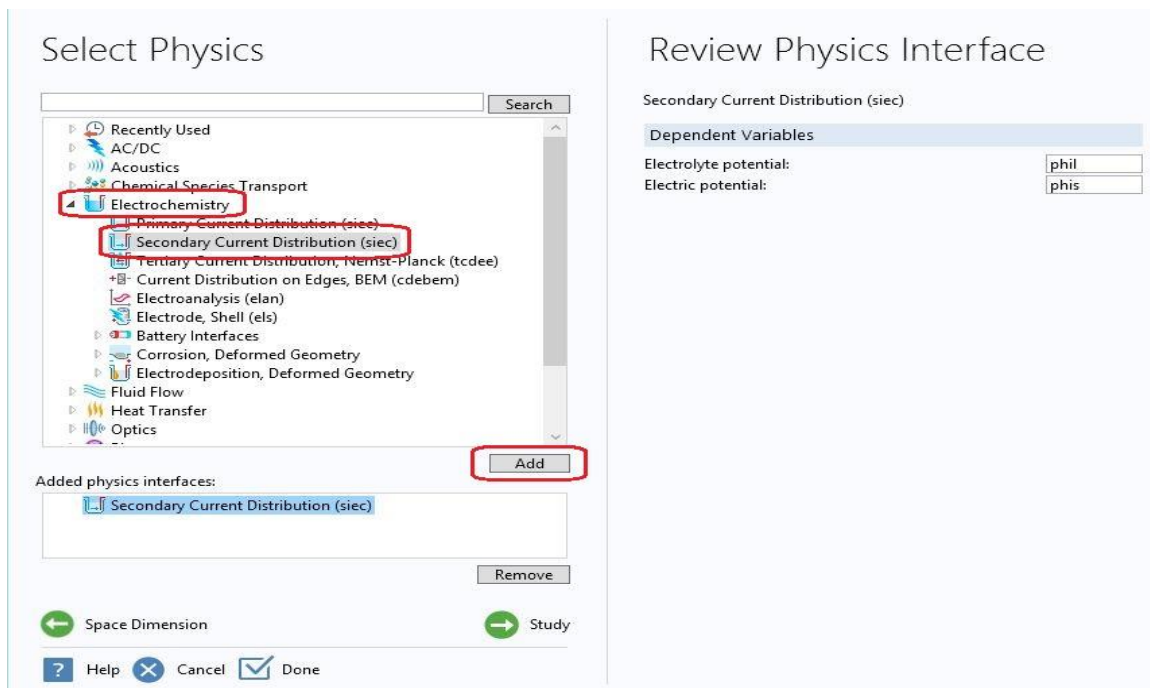 Select Physics
Search
Recently Used
AC/DC
Acoustics
Chemical Species Transport
Electrochemistry
Primary Current Distribution (siec)
Secondary Current Distribution (siec)
Tertiary Current Distribution, Nernst-Planck (tcdee)
Current Distribution on Edges, BEM (cdebem)
Electroanalysis (elan)
Electrode, Shell (els)
Battery Interfaces
Corrosion, Deformed Geometry
Electrodeposition, Deformed Geometry
Fluid Flow
Heat Transfer
Optics
Add
Added physics interfaces:
Secondary Current Distribution (siec)
Remove
Space Dimension
Study
? Help Cancel Done
Review Physics Interface
Secondary Current Distribution (siec)
Dependent Variables
Electrolyte potential: phil
Electric potential: phis